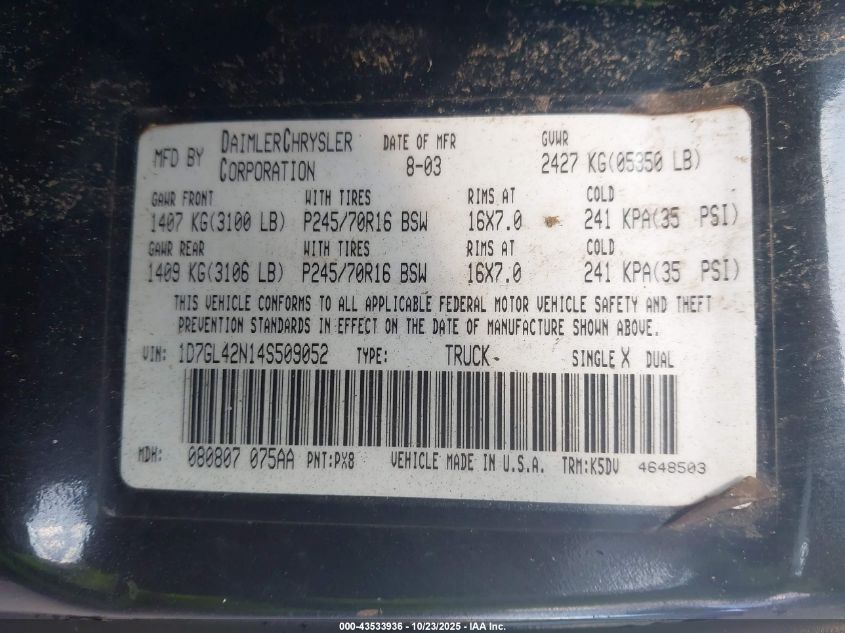 MFD BY DAIMLERCHRYSLER CORPORATION DATE OF MFR 8-03 GVWR 2427 KG(05350 LB)
GAWR FRONT WITH TIRES RIMS AT COLD
1407 KG(3100 LB) P245/70R16 BSW 16X7.0 241 KPA(35 PSI)
GAWR REAR WITH TIRES RIMS AT COLD
1409 KG(3106 LB) P245/70R16 BSW 16X7.0 241 KPA(35 PSI)
THIS VEHICLE CONFORMS TO ALL APPLICABLE FEDERAL MOTOR VEHICLE SAFETY AND THEFT
PREVENTION STANDARDS IN EFFECT ON THE DATE OF MANUFACTURE SHOWN ABOVE.
VIN: 1D7GL42N14S509052 TYPE: TRUCK SINGLE X DUAL
MDH: 080807 075AA PNT:PX8 VEHICLE MADE IN U.S.A. TRM:K5DV 4648503
000-43533936 - 10/23/2025 - IAA Inc.